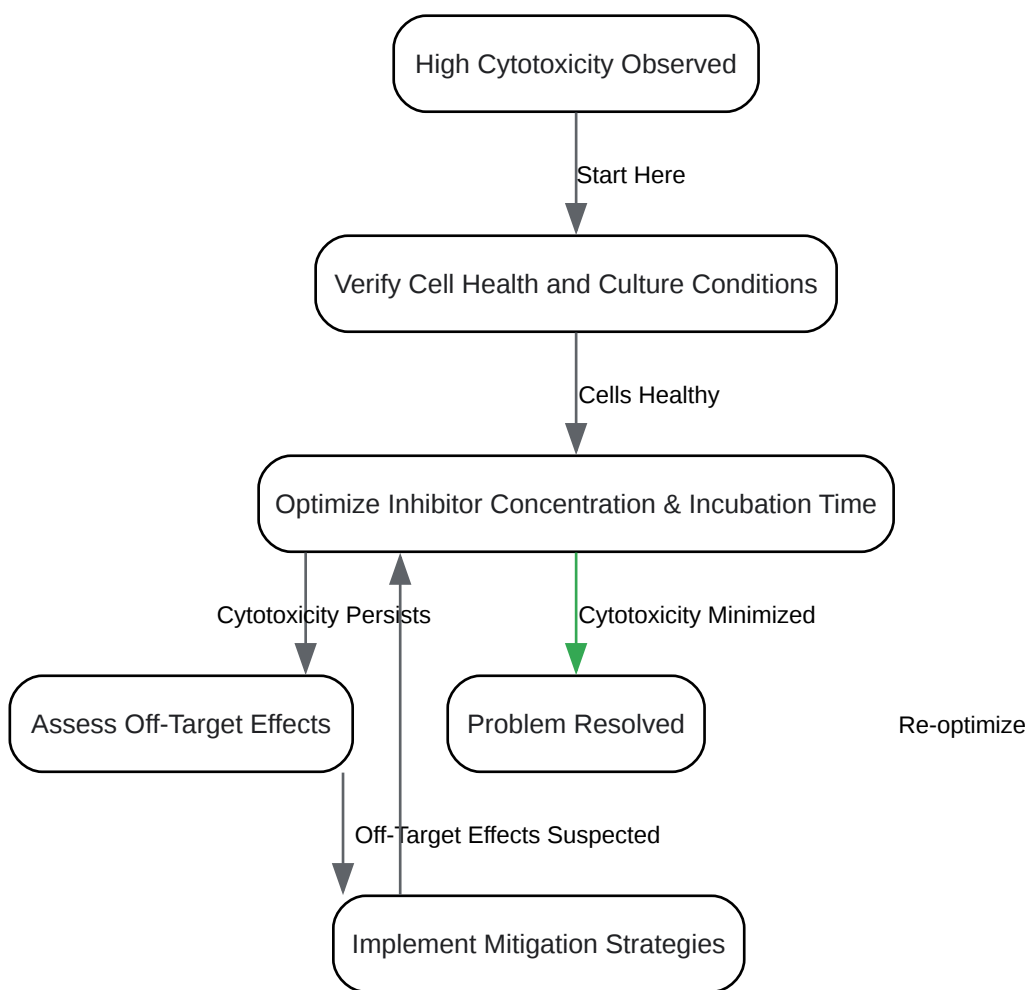 High Cytotoxicity Observed
Start Here
Verify Cell Health and Culture Conditions
Cells Healthy
Optimize Inhibitor Concentration & Incubation Time
Cytotoxicity Persists
Cytotoxicity Minimized
Assess Off-Target Effects
Problem Resolved
Re-optimize
Off-Target Effects Suspected
Implement Mitigation Strategies